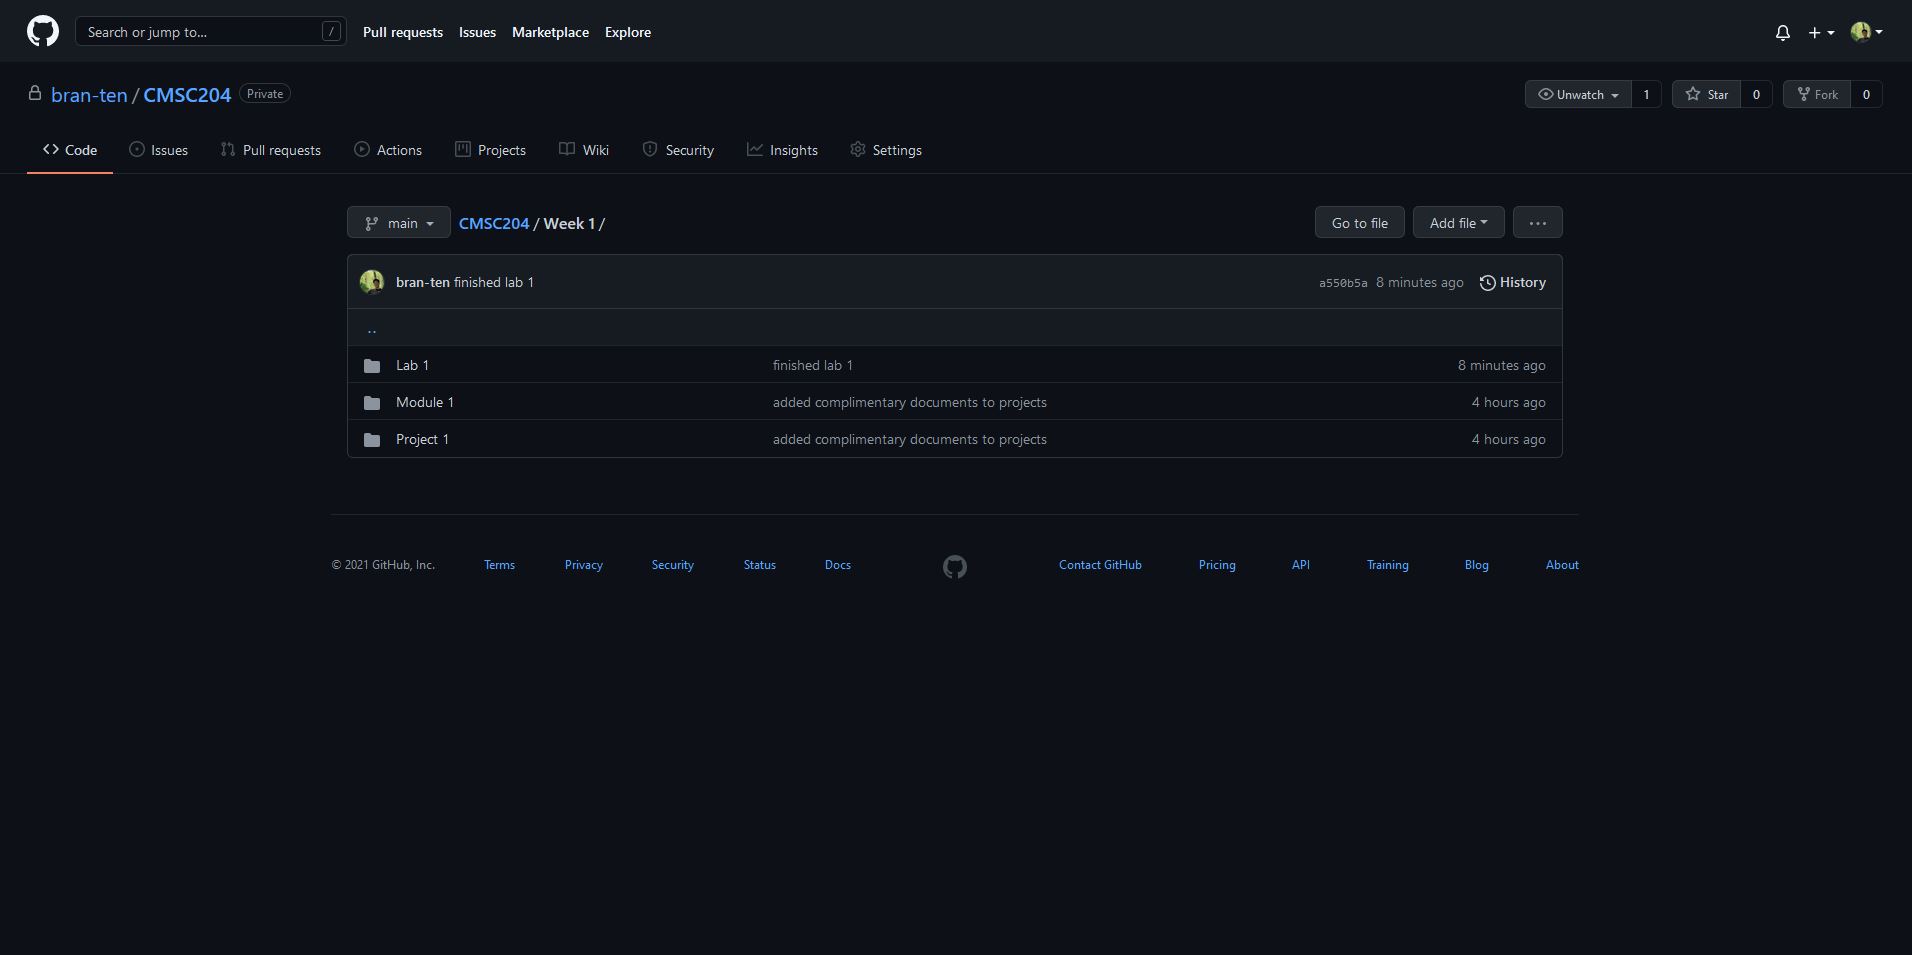 Search or jump to... / Pull requests Issues Marketplace Explore
bran-ten / CMSC204 Private Unwatch 1 Star 0 Fork 0
Code Issues Pull requests Actions Projects Wiki Security Insights Settings
main CMSC204 / Week 1 / Go to file Add file ...
bran-ten finished lab 1 a550b5a 8 minutes ago History
..
Lab 1 finished lab 1 8 minutes ago
Module 1 added complimentary documents to projects 4 hours ago
Project 1 added complimentary documents to projects 4 hours ago
© 2021 GitHub, Inc. Terms Privacy Security Status Docs Contact GitHub Pricing API Training Blog About